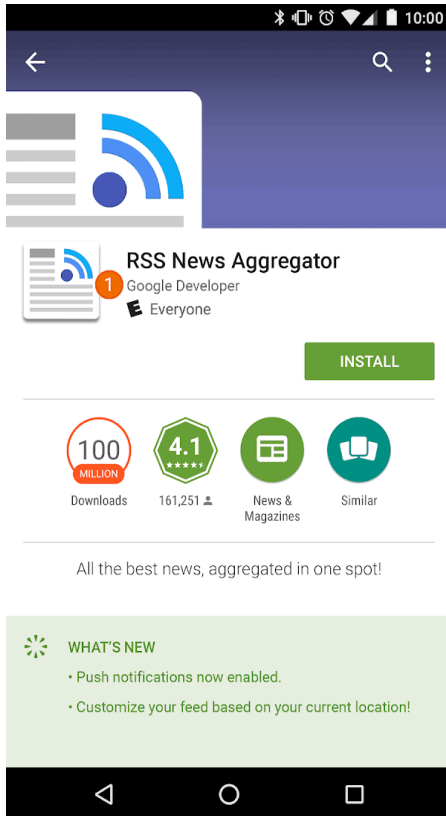 10:00
RSS News Aggregator
1
Google Developer
E Everyone
INSTALL
100
MILLION
Downloads
4.1
161,251
News &
Magazines
Similar
All the best news, aggregated in one spot!
WHAT'S NEW
• Push notifications now enabled.
• Customize your feed based on your current location!